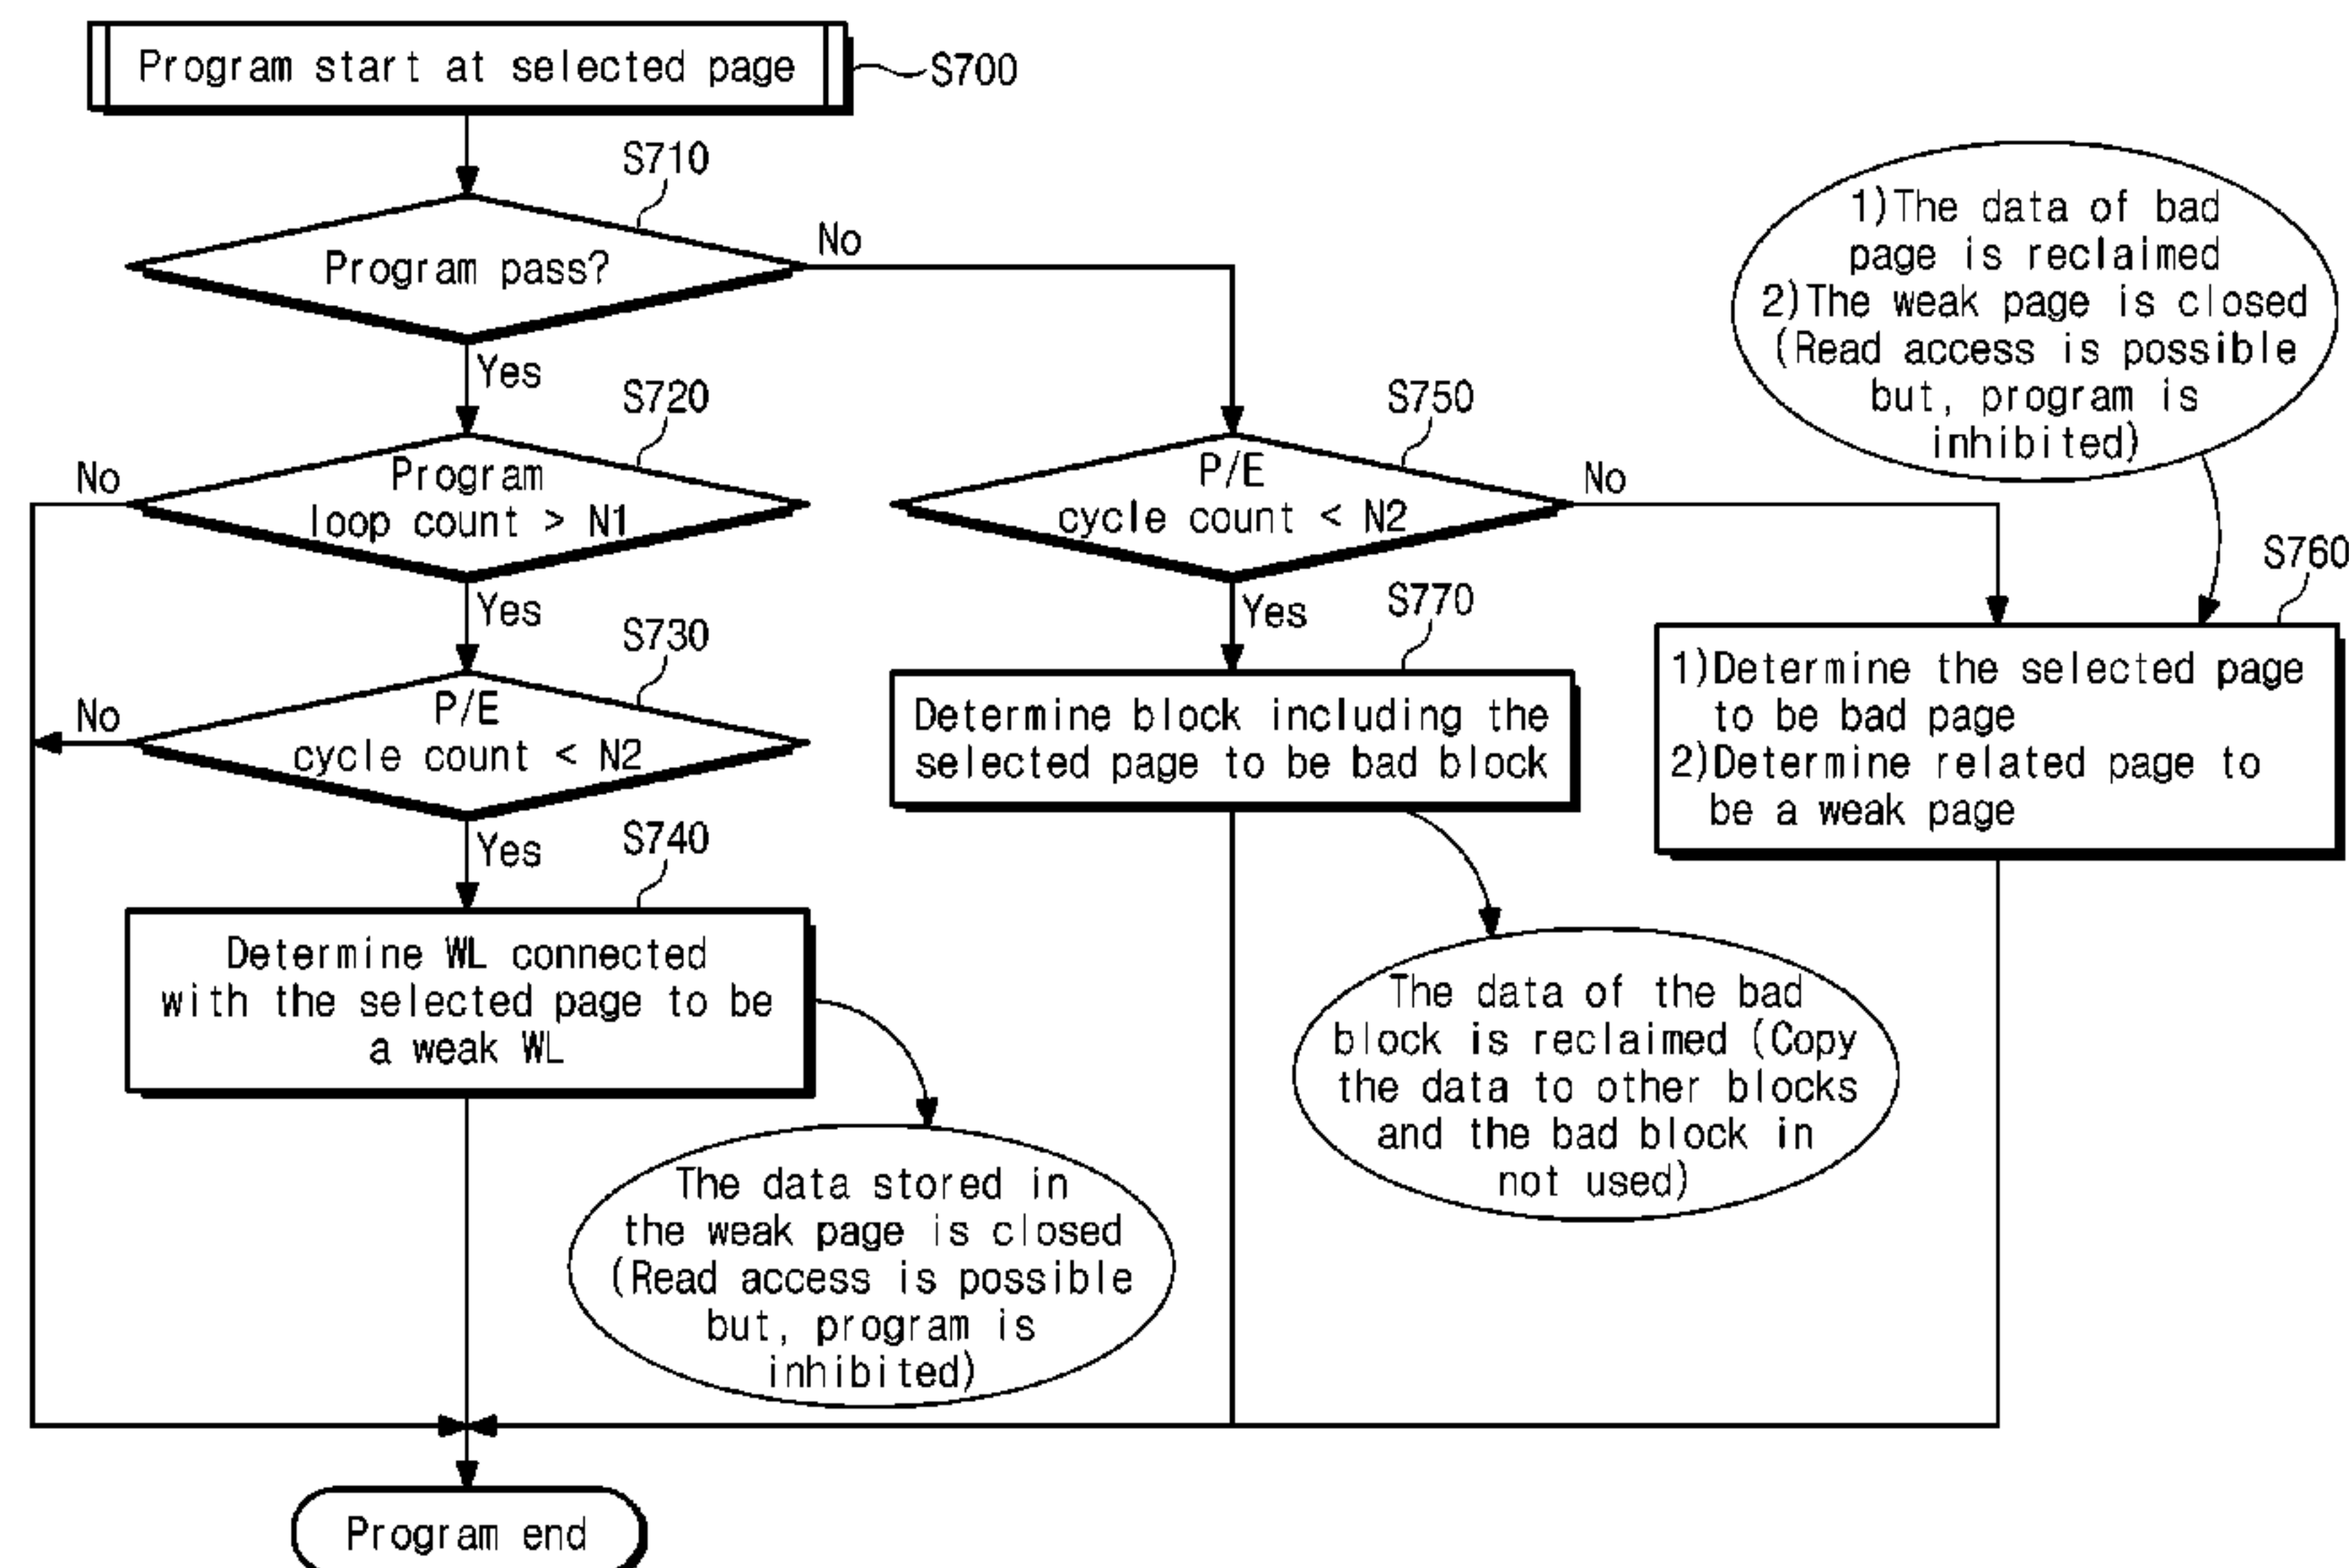 Program start at selected page
S700
S710
Program pass?
No
Yes
1)The data of bad
page is reclaimed
2)The weak page is closed
(Read access is possible
but, program is
inhibited)
S720
Program
loop count > N1
No
Yes
S750
P/E
cycle count < N2
No
Yes
S730
P/E
cycle count < N2
No
Yes
S770
Determine block including the
selected page to be bad block
S760
1)Determine the selected page
to be bad page
2)Determine related page to
be a weak page
S740
Determine WL connected
with the selected page to be
a weak WL
The data of the bad
block is reclaimed (Copy
the data to other blocks
and the bad block in
not used)
The data stored in
the weak page is closed
(Read access is possible
but, program is
inhibited)
Program end